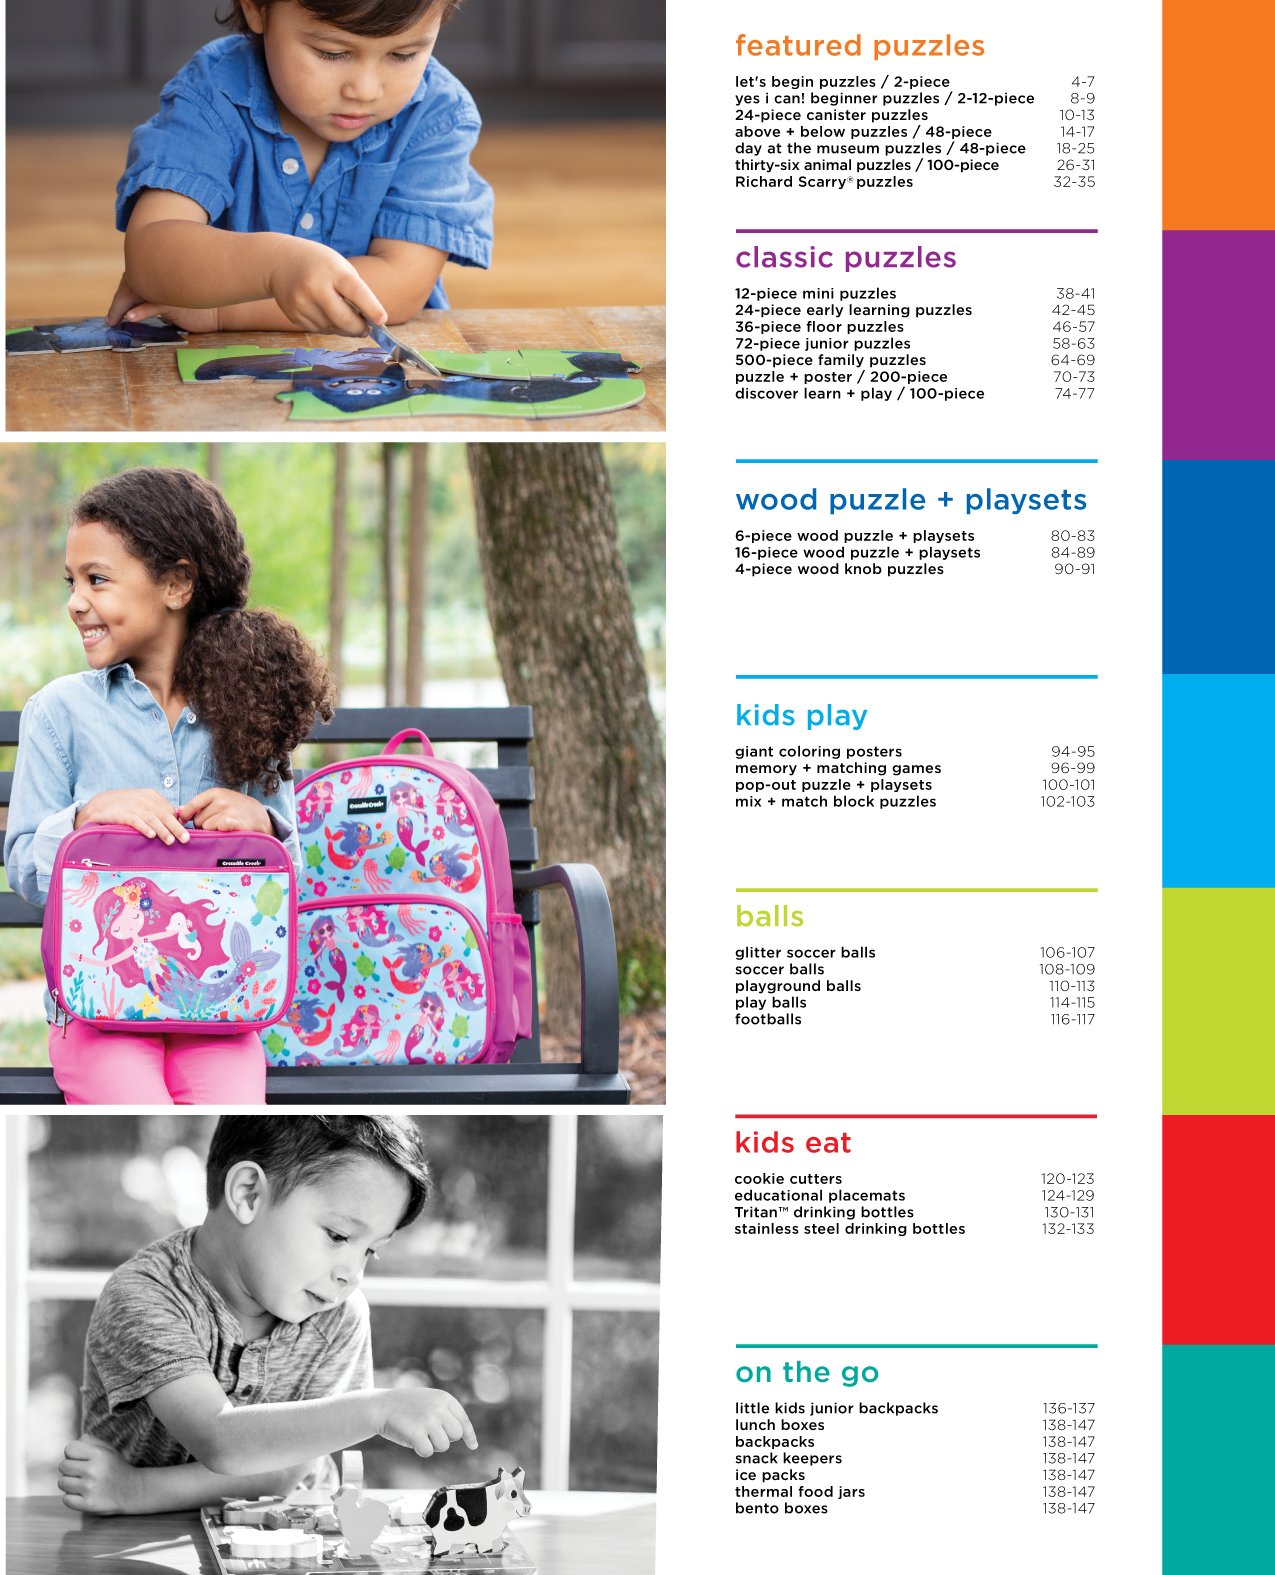 featured puzzles
let's begin puzzles / 2-piece 4-7
yes i can! beginner puzzles / 2-12-piece 8-9
24-piece canister puzzles 10-13
above + below puzzles / 48-piece 14-17
day at the museum puzzles / 48-piece 18-25
thirty-six animal puzzles / 100-piece 26-31
Richard Scarry® puzzles 32-35
classic puzzles
12-piece mini puzzles 38-41
24-piece early learning puzzles 42-45
36-piece floor puzzles 46-57
72-piece junior puzzles 58-63
500-piece family puzzles 64-69
puzzle + poster / 200-piece 70-73
discover learn + play / 100-piece 74-77
wood puzzle + playsets
6-piece wood puzzle + playsets 80-83
16-piece wood puzzle + playsets 84-89
4-piece wood knob puzzles 90-91
kids play
giant coloring posters 94-95
memory + matching games 96-99
pop-out puzzle + playsets 100-101
mix + match block puzzles 102-103
balls
glitter soccer balls 106-107
soccer balls 108-109
playground balls 110-113
play balls 114-115
footballs 116-117
kids eat
cookie cutters 120-123
educational placemats 124-129
Tritan™ drinking bottles 130-131
stainless steel drinking bottles 132-133
on the go
little kids junior backpacks 136-137
lunch boxes 138-147
backpacks 138-147
snack keepers 138-147
ice packs 138-147
thermal food jars 138-147
bento boxes 138-147
Crocodile Creek®
Crocodile Creek®